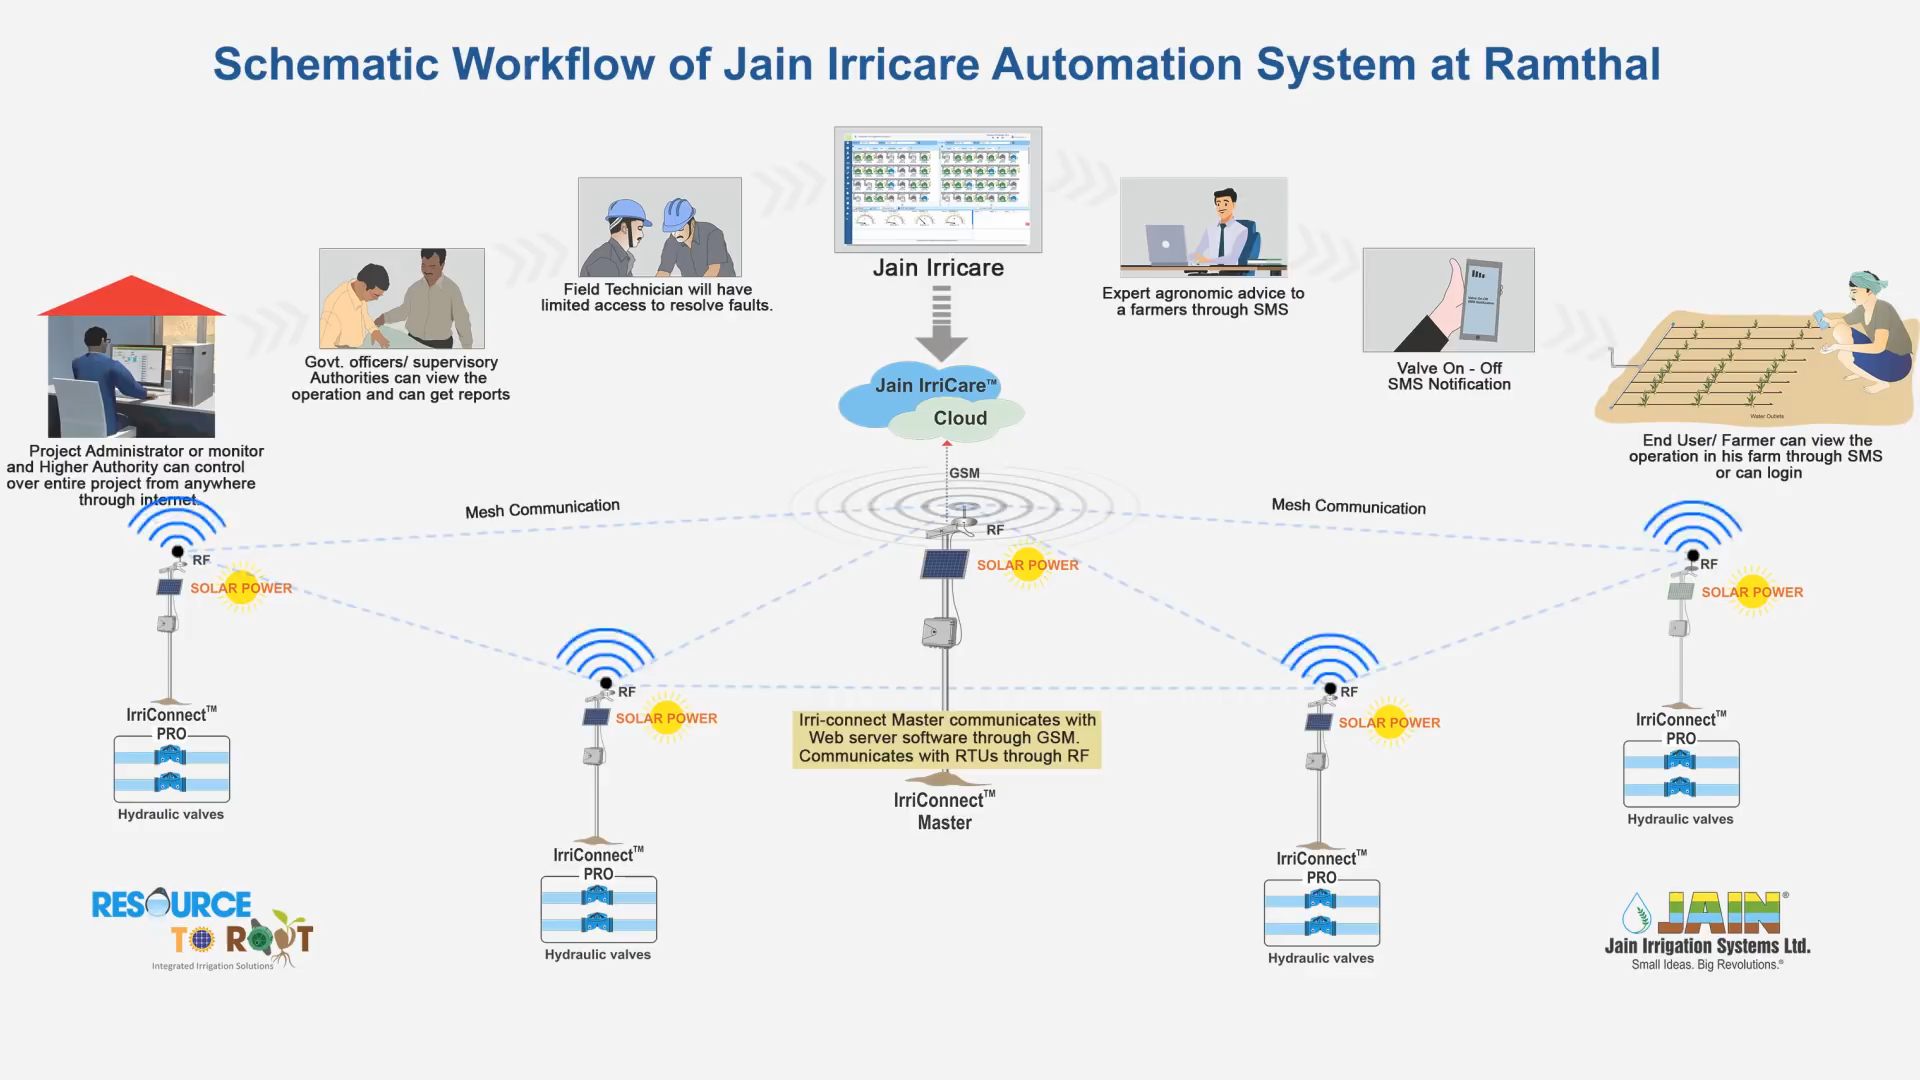 Schematic Workflow of Jain Irricare Automation System at Ramthal
Jain Irricare
Field Technician will have
limited access to resolve faults.
Expert agronomic advice to
a farmers through SMS
Govt. officers/ supervisory
Authorities can view the
operation and can get reports
Valve On - Off
SMS Notification
Jain IrriCare™
Cloud
GSM
Water Outlets
Project Administrator or monitor
and Higher Authority can control
over entire project from anywhere
through internet.
End User/ Farmer can view the
operation in his farm through SMS
or can login
Mesh Communication
Mesh Communication
RF
SOLAR POWER
RF
SOLAR POWER
RF
SOLAR POWER
RF
SOLAR POWER
RF
SOLAR POWER
IrriConnect™
PRO
Hydraulic valves
Irri-connect Master communicates with
Web server software through GSM.
Communicates with RTUs through RF
IrriConnect™
Master
IrriConnect™
PRO
Hydraulic valves
IrriConnect™
PRO
Hydraulic valves
IrriConnect™
PRO
Hydraulic valves
RESOURCE
TO ROOT
Integrated Irrigation Solutions
JAIN®
Jain Irrigation Systems Ltd.
Small Ideas. Big Revolutions.®